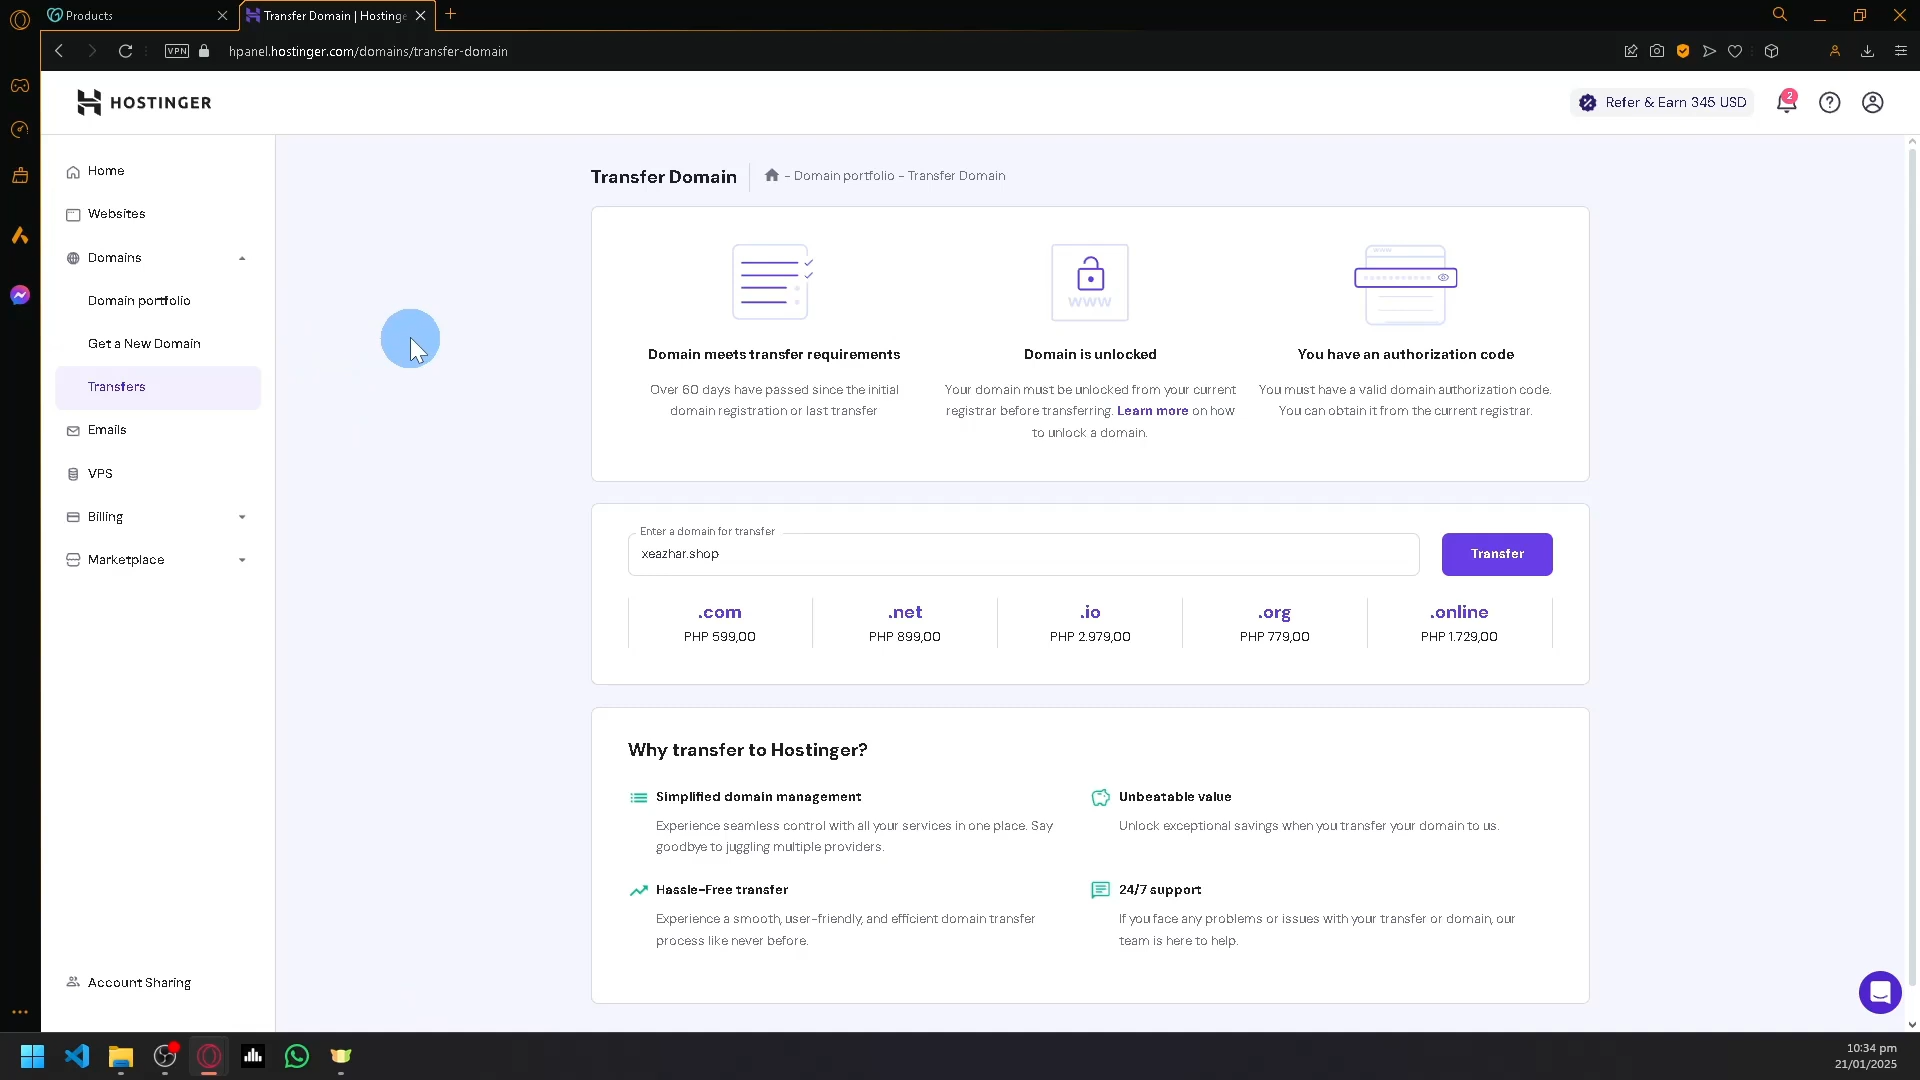 Products
Transfer Domain | Hostinge
VPN
hpanel.hostinger.com/domains/transfer-domain
HOSTINGER
Refer & Earn 345 USD
2
Home
Websites
Domains
Domain portfolio
Get a New Domain
Transfers
Emails
VPS
Billing
Marketplace
Account Sharing
Transfer Domain
- Domain portfolio - Transfer Domain
www
www
Domain meets transfer requirements
Over 60 days have passed since the initial
domain registration or last transfer
Domain is unlocked
Your domain must be unlocked from your current
registrar before transferring. Learn more on how
to unlock a domain.
You have an authorization code
You must have a valid domain authorization code.
You can obtain it from the current registrar.
Enter a domain for transfer
xeazhar.shop
Transfer
.com
PHP 599,00
.net
PHP 899,00
.io
PHP 2.979,00
.org
PHP 779,00
.online
PHP 1.729,00
Why transfer to Hostinger?
Simplified domain management
Experience seamless control with all your services in one place. Say
goodbye to juggling multiple providers.
Unbeatable value
Unlock exceptional savings when you transfer your domain to us.
Hassle-Free transfer
Experience a smooth, user-friendly, and efficient domain transfer
process like never before.
24/7 support
If you face any problems or issues with your transfer or domain, our
team is here to help.
10:34 pm
21/01/2025